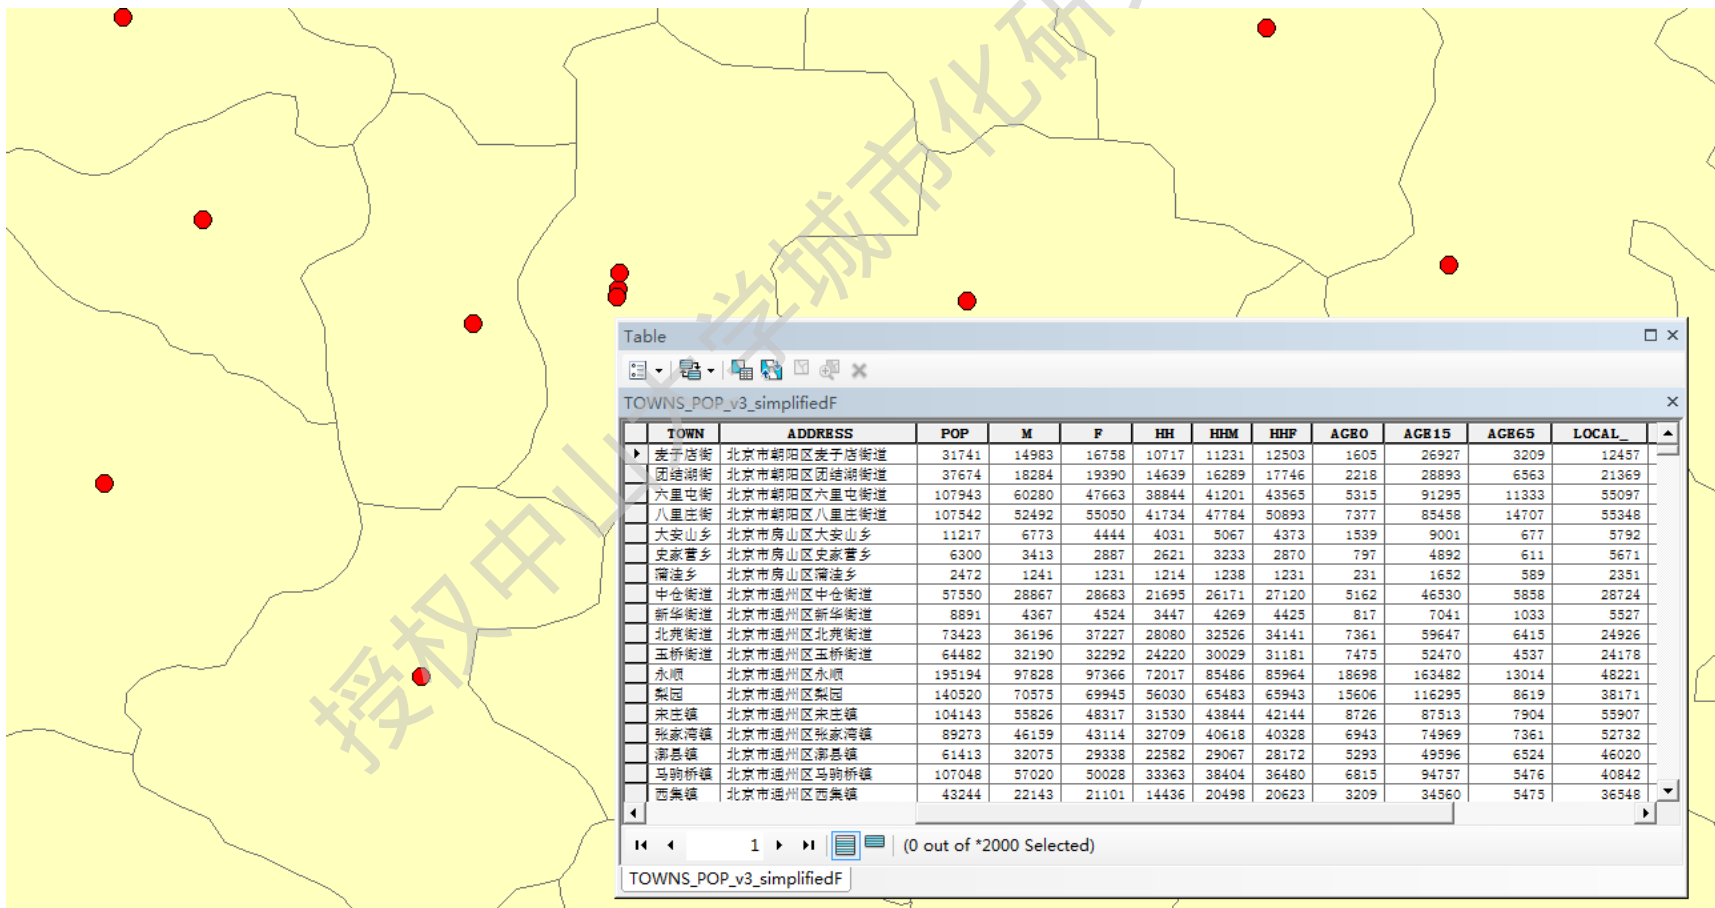 授权中山大学城市化研
Table
TOWNS_POP_v3_simplifiedF
TOWN ADDRESS POP M F HH HHM HHF AGE0 AGE15 AGE65 LOCAL_
麦子店街 北京市朝阳区麦子店街道 31741 14983 16758 10717 11231 12503 1605 26927 3209 12457
团结湖街 北京市朝阳区团结湖街道 37674 18284 19390 14639 16289 17746 2218 28893 6563 21369
六里屯街 北京市朝阳区六里屯街道 107943 60280 47663 38844 41201 43565 5315 91295 11333 55097
八里庄街 北京市朝阳区八里庄街道 107542 52492 55050 41734 47784 50893 7377 85458 14707 55348
大安山乡 北京市房山区大安山乡 11217 6773 4444 4031 5067 4373 1539 9001 677 5792
史家营乡 北京市房山区史家营乡 6300 3413 2887 2621 3233 2870 797 4892 611 5671
蒲洼乡 北京市房山区蒲洼乡 2472 1241 1231 1214 1238 1231 231 1652 589 2351
中仓街道 北京市通州区中仓街道 57550 28867 28683 21695 26171 27120 5162 46530 5858 28724
新华街道 北京市通州区新华街道 8891 4367 4524 3447 4269 4425 817 7041 1033 5527
北苑街道 北京市通州区北苑街道 73423 36196 37227 28080 32526 34141 7361 59647 6415 24926
玉桥街道 北京市通州区玉桥街道 64482 32190 32292 24220 30029 31181 7475 52470 4537 24178
永顺 北京市通州区永顺 195194 97828 97366 72017 85486 85964 18698 163482 13014 48221
梨园 北京市通州区梨园 140520 70575 69945 56030 65483 65943 15606 116295 8619 38171
宋庄镇 北京市通州区宋庄镇 104143 55826 48317 31530 43844 42144 8726 87513 7904 55907
张家湾镇 北京市通州区张家湾镇 89273 46159 43114 32709 40618 40328 6943 74969 7361 52732
漷县镇 北京市通州区漷县镇 61413 32075 29338 22582 29067 28172 5293 49596 6524 46020
马驹桥镇 北京市通州区马驹桥镇 107048 57020 50028 33363 38404 36480 6815 94757 5476 40842
西集镇 北京市通州区西集镇 43244 22143 21101 14436 20498 20623 3209 34560 5475 36548
1 (0 out of *2000 Selected)
TOWNS_POP_v3_simplifiedF